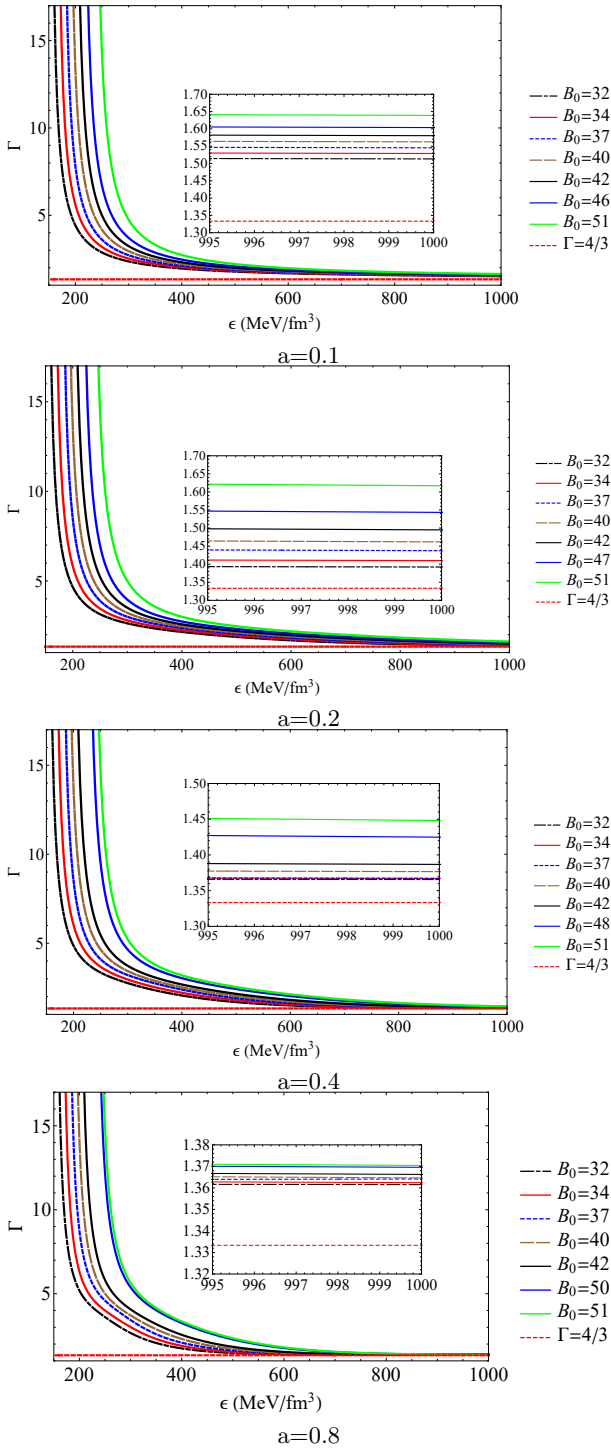 15
10
5
Γ
1.70
1.65
1.60
1.55
1.50
1.45
1.40
1.35
1.30
995 996 997 998 999 1000
200 400 600 800 1000
ϵ (MeV/fm³)
B₀=32
B₀=34
B₀=37
B₀=40
B₀=42
B₀=46
B₀=51
Γ=4/3
a=0.1
15
10
5
Γ
1.70
1.65
1.60
1.55
1.50
1.45
1.40
1.35
1.30
995 996 997 998 999 1000
200 400 600 800 1000
ϵ (MeV/fm³)
B₀=32
B₀=34
B₀=37
B₀=40
B₀=42
B₀=47
B₀=51
Γ=4/3
a=0.2
15
10
5
Γ
1.50
1.45
1.40
1.35
1.30
995 996 997 998 999 1000
200 400 600 800 1000
ϵ (MeV/fm³)
B₀=32
B₀=34
B₀=37
B₀=40
B₀=42
B₀=48
B₀=51
Γ=4/3
a=0.4
15
10
5
Γ
1.38
1.37
1.36
1.35
1.34
1.33
1.32
995 996 997 998 999 1000
200 400 600 800 1000
ϵ (MeV/fm³)
B₀=32
B₀=34
B₀=37
B₀=40
B₀=42
B₀=50
B₀=51
Γ=4/3
a=0.8